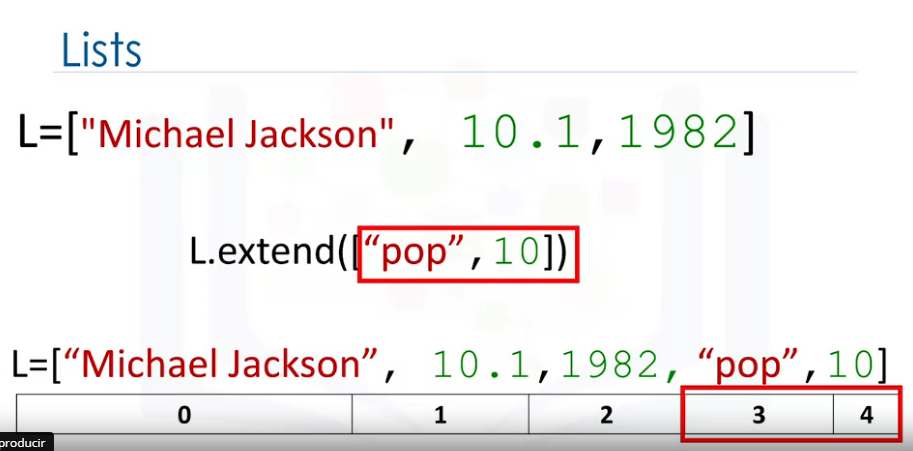 Lists
L=["Michael Jackson", 10.1,1982]
L.extend([“pop”,10])
L=[“Michael Jackson”, 10.1,1982, “pop”,10]
0 1 2 3 4
producir